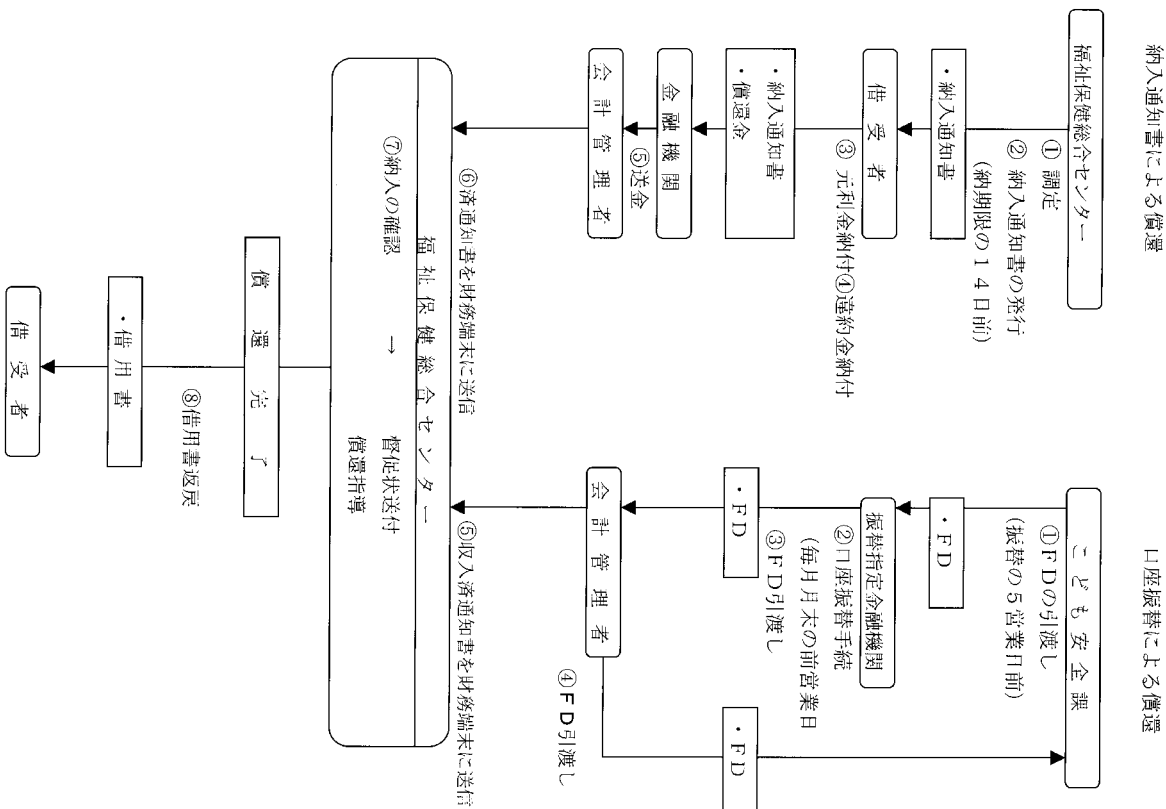 納入通知書による償還
福祉保健総合センター
① 調定
② 納入通知書の発行
(納期限の14日前)
・納入通知書
借受者
③ 元利金納付④違約金納付
・納入通知書
・償還金
金融機関
⑤送金
会計管理者
⑥済通知書を財務端末に送信
口座振替による償還
こども安全課
①FDの引渡し
(振替の5営業日前)
・FD
振替指定金融機関
②口座振替手続
(毎月月末の前営業日
③FD引渡し
・FD
会計管理者
④FD引渡し
・FD
⑤収入済通知書を財務端末に送信
福祉保健総合センター
⑦納入の確認 → 督促状送付
償還指導
償還完了
⑧借用書返戻
・借用書
借受者